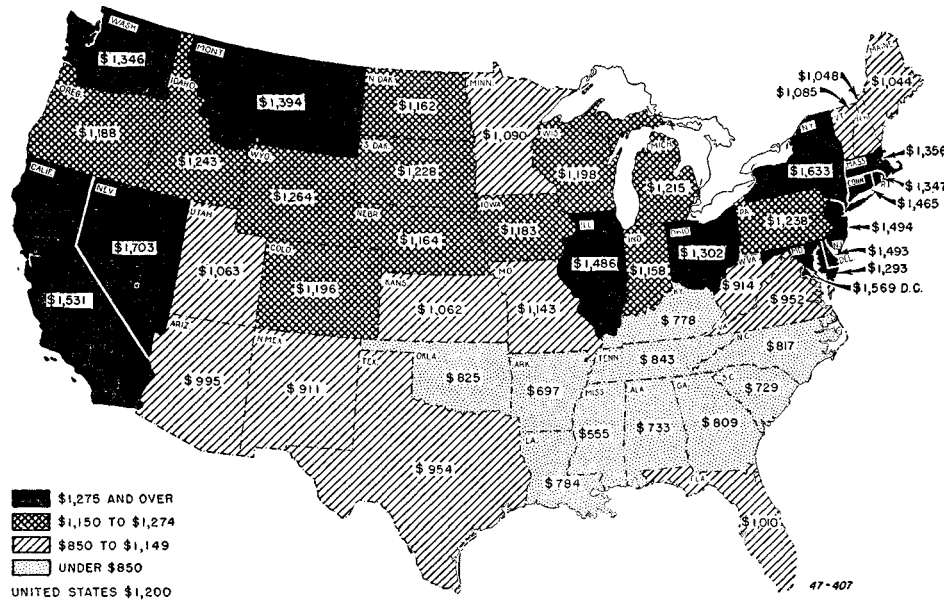 WASH.
$1,346
MONT.
$1,394
N. DAK.
$1,162
MINN.
$1,090
OREG.
$1,188
IDAHO
$1,243
WYO.
$1,264
S. DAK.
$1,228
WIS.
$1,198
MICH.
$1,215
N.Y.
$1,633
$1,048
$1,085
MAINE
$1,044
VT.
N.H.
MASS.
$1,356
CONN.
R.I.
$1,347
$1,465
CALIF.
$1,531
NEV.
$1,703
UTAH
$1,063
COLO.
$1,196
NEBR.
$1,164
IOWA
$1,183
ILL.
$1,486
IND.
$1,158
OHIO
$1,302
PA.
$1,238
N.J.
$1,494
$1,493
DEL.
$1,293
MD.
$1,569 D.C.
KANS.
$1,062
MO.
$1,143
$778
W.VA.
$914
$952
ARIZ.
$995
N.MEX.
$911
TEX.
$954
OKLA.
$825
ARK.
$697
TENN.
$843
N.C.
$817
S.C.
$729
LA.
$784
MISS.
$555
ALA.
$733
GA.
$809
FLA.
$1,010
$1,275 AND OVER
$1,150 TO $1,274
$850 TO $1,149
UNDER $850
UNITED STATES $1,200
47-407